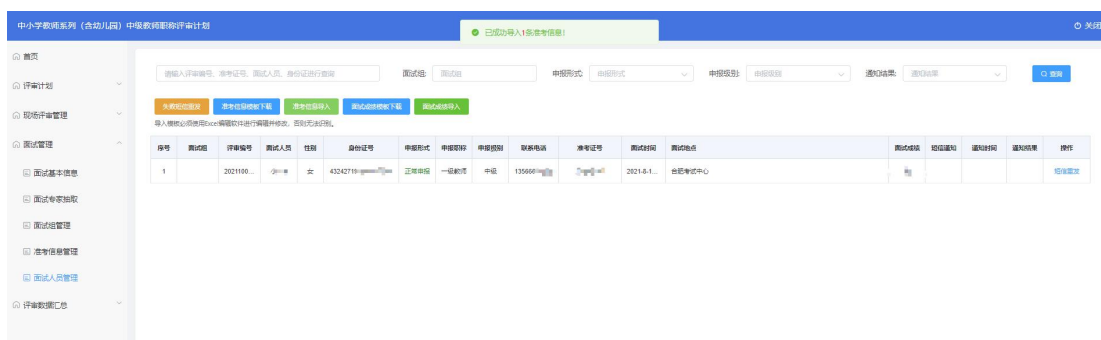 中小学教师系列（含幼儿园）中级教师职称评审计划
已成功导入1条准考信息!
关闭
首页
评审计划
现场评审管理
面试管理
面试基本信息
面试专家抽取
面试组管理
准考信息管理
面试人员管理
评审数据汇总
请输入评审编号、准考证号、面试人员、身份证进行查询
面试组: 面试组
申报形式: 申报形式
申报级别: 申报级别
通知结果: 通知结果
查询
失败短信重发 准考信息模板下载 准考信息导入 面试成绩模板下载 面试成绩导入
导入模板必须使用Excel编辑软件进行编辑并修改，否则无法识别。
序号 面试组 评审编号 面试人员 性别 身份证号 申报形式 申报职称 申报级别 联系电话 准考证号 面试时间 面试地点 面试成绩 短信通知 通知时间 通知结果 操作
1 2021100... 女 43242719 正常申报 一级教师 中级 135666 2021-8-1... 合肥考试中心 短信重发